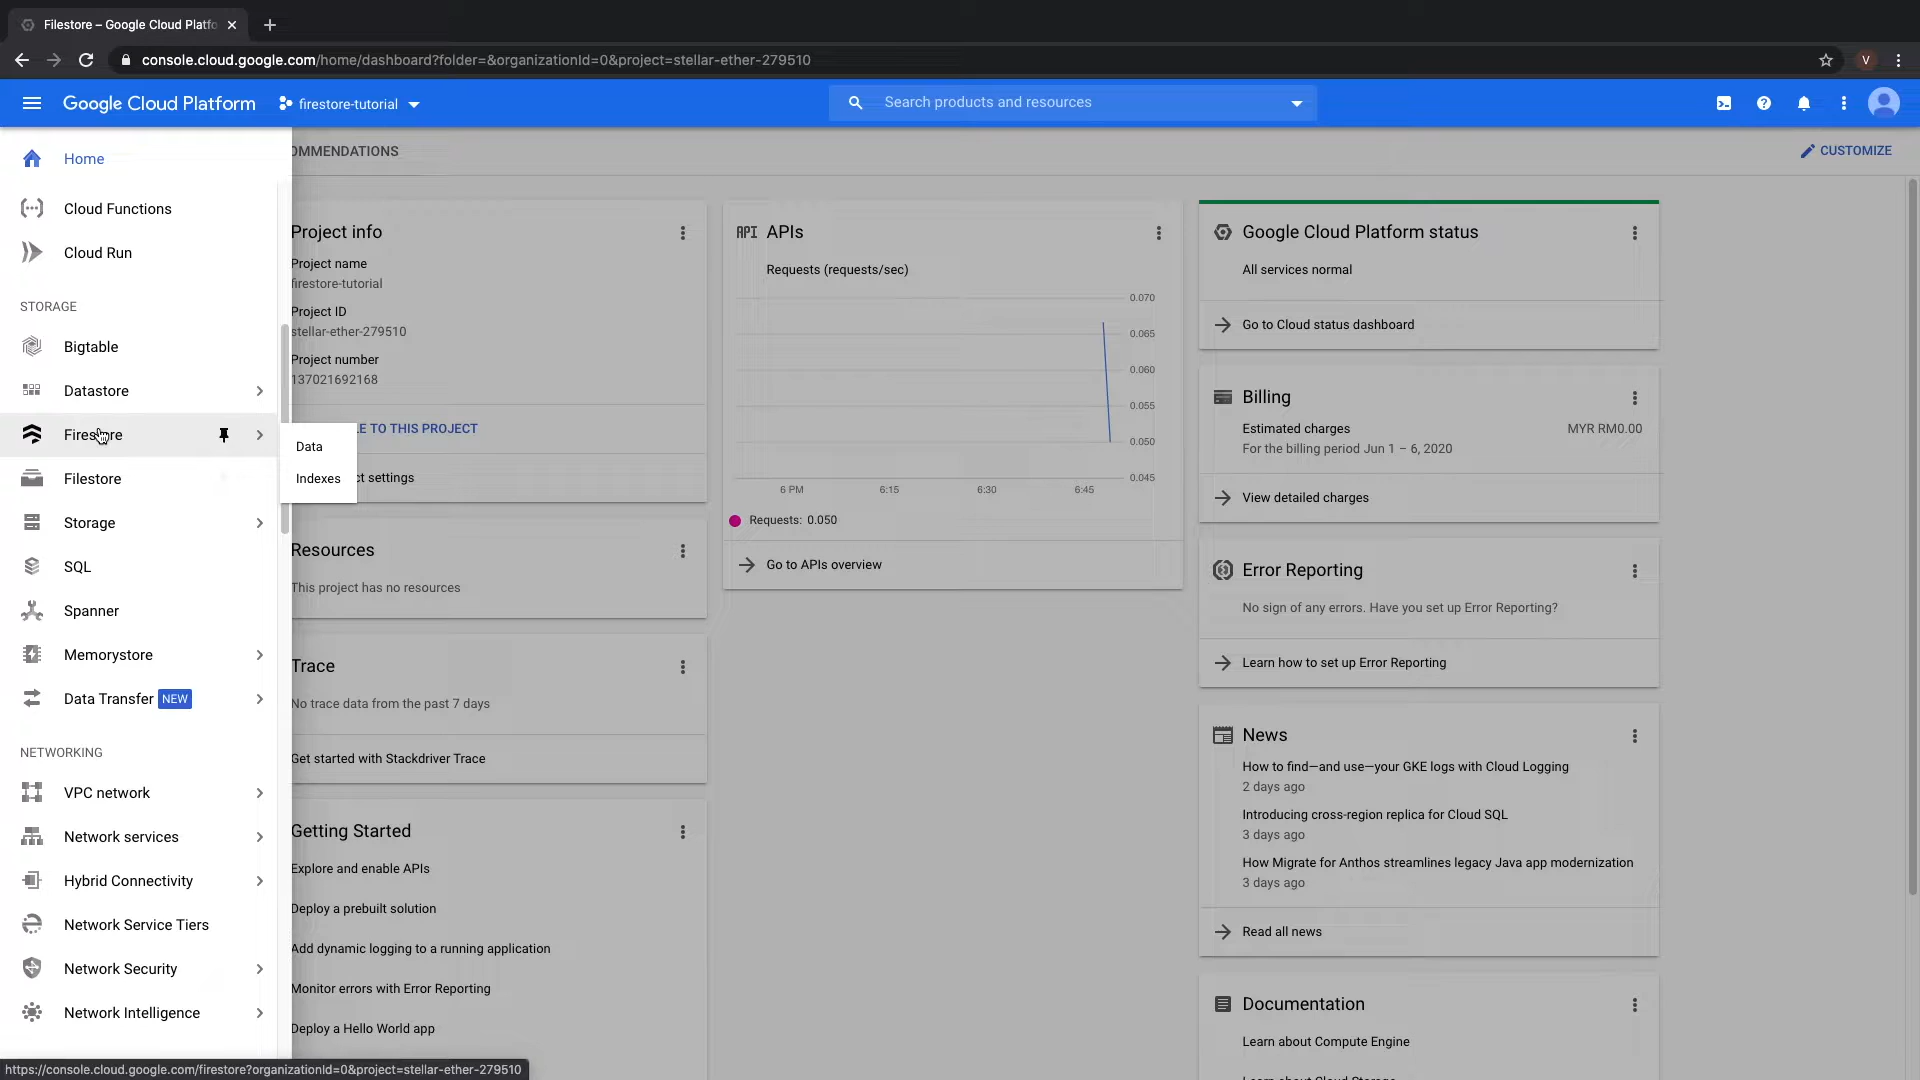 Filestore – Google Cloud Platfo
console.cloud.google.com/home/dashboard?folder=&organizationId=0&project=stellar-ether-279510
V
Google Cloud Platform
firestore-tutorial
Search products and resources
Home
OMMENDATIONS
CUSTOMIZE
Cloud Functions
Cloud Run
STORAGE
Bigtable
Datastore
Firestore
Filestore
Storage
SQL
Spanner
Memorystore
Data Transfer NEW
NETWORKING
VPC network
Network services
Hybrid Connectivity
Network Service Tiers
Network Security
Network Intelligence
Data
Indexes
Project info
Project name
firestore-tutorial
Project ID
stellar-ether-279510
Project number
137021692168
LE TO THIS PROJECT
ct settings
Resources
This project has no resources
Trace
No trace data from the past 7 days
Get started with Stackdriver Trace
Getting Started
Explore and enable APIs
Deploy a prebuilt solution
Add dynamic logging to a running application
Monitor errors with Error Reporting
Deploy a Hello World app
API APIs
Requests (requests/sec)
0.070
0.065
0.060
0.055
0.050
0.045
6 PM 6:15 6:30 6:45
Requests: 0.050
Go to APIs overview
Google Cloud Platform status
All services normal
Go to Cloud status dashboard
Billing
Estimated charges MYR RM0.00
For the billing period Jun 1 – 6, 2020
View detailed charges
Error Reporting
No sign of any errors. Have you set up Error Reporting?
Learn how to set up Error Reporting
News
How to find—and use—your GKE logs with Cloud Logging
2 days ago
Introducing cross-region replica for Cloud SQL
3 days ago
How Migrate for Anthos streamlines legacy Java app modernization
3 days ago
Read all news
Documentation
Learn about Compute Engine
Learn about Cloud Storage
https://console.cloud.google.com/firestore?organizationId=0&project=stellar-ether-279510